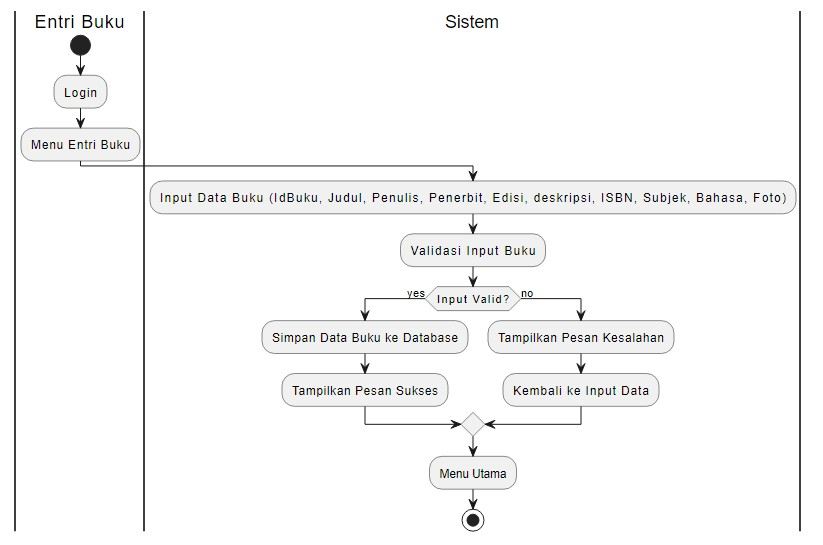 Entri Buku
Sistem
Login
Menu Entri Buku
Input Data Buku (IdBuku, Judul, Penulis, Penerbit, Edisi, deskripsi, ISBN, Subjek, Bahasa, Foto)
Validasi Input Buku
yes
Input Valid?
no
Simpan Data Buku ke Database
Tampilkan Pesan Kesalahan
Tampilkan Pesan Sukses
Kembali ke Input Data
Menu Utama